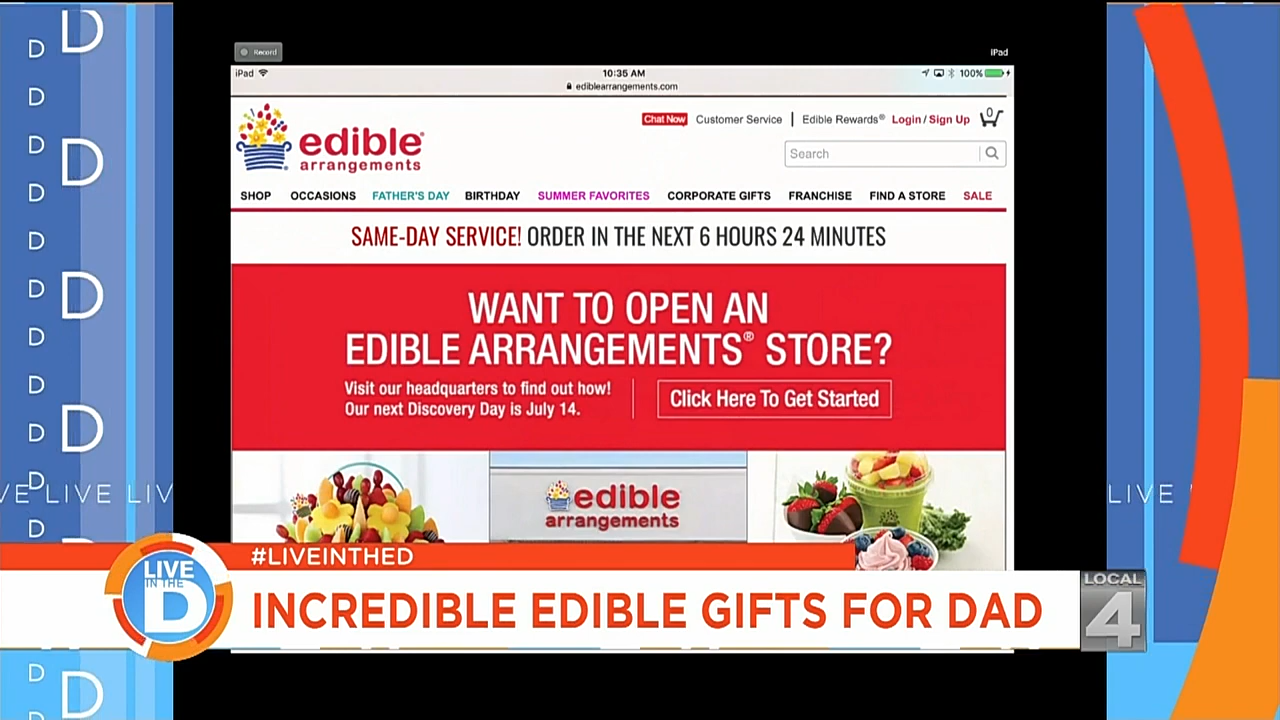 Record
iPad
iPad
10:35 AM
100%
ediblearrangements.com
edible®
arrangements
Chat Now Customer Service | Edible Rewards® Login / Sign Up 0
Search
SHOP OCCASIONS FATHER'S DAY BIRTHDAY SUMMER FAVORITES CORPORATE GIFTS FRANCHISE FIND A STORE SALE
SAME-DAY SERVICE! ORDER IN THE NEXT 6 HOURS 24 MINUTES
WANT TO OPEN AN
EDIBLE ARRANGEMENTS® STORE?
Visit our headquarters to find out how!
Our next Discovery Day is July 14.
Click Here To Get Started
edible
arrangements
D D
D
D D
D
D
D D
D
D
D D
D
VE LIVE LIV
LIVE
D
D
D D
D
#LIVEINTHED
LIVE
IN THE
D
INCREDIBLE EDIBLE GIFTS FOR DAD
LOCAL
4